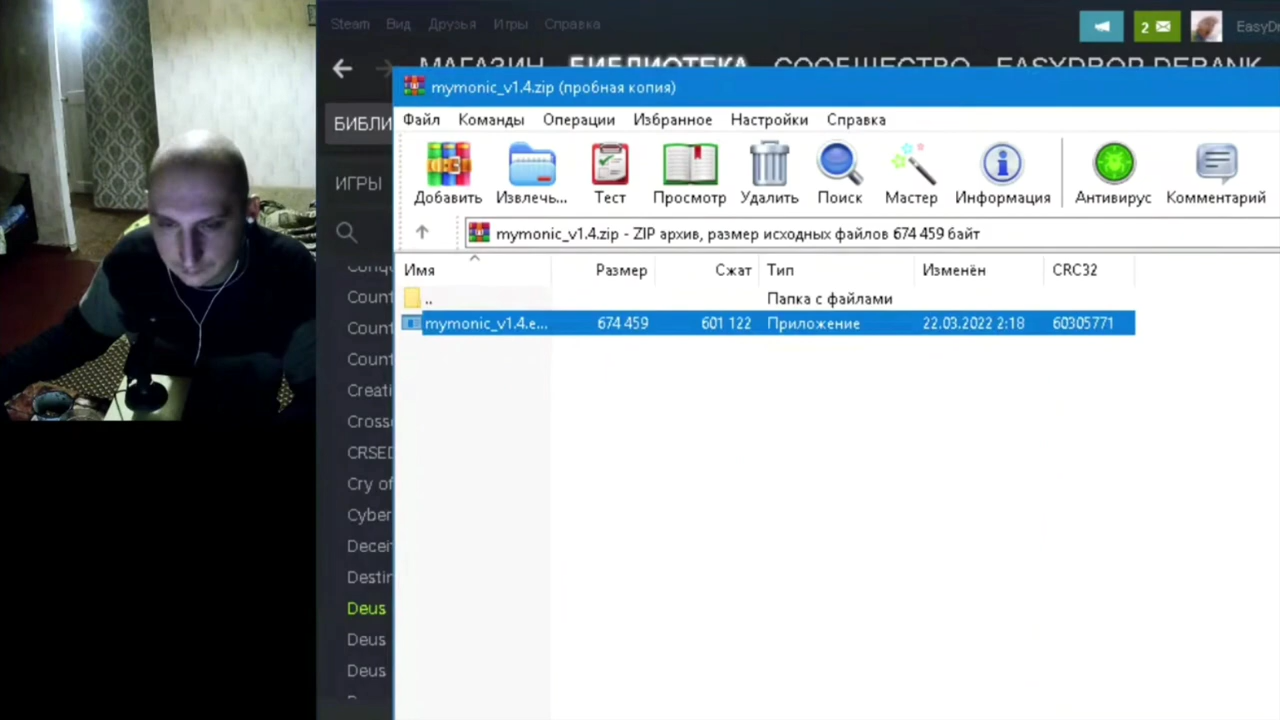 Steam Вид Друзья Игры Справка
2
МАГАЗИН БИБЛИОТЕКА СООБЩЕСТВО EASYDROP DEBANK
mymonic_v1.4.zip (пробная копия)
БИБЛИ
Файл Команды Операции Избранное Настройки Справка
Добавить Извлечь... Тест Просмотр Удалить Поиск Мастер Информация Антивирус Комментарий
ИГРЫ
mymonic_v1.4.zip - ZIP архив, размер исходных файлов 674 459 байт
Имя Размер Сжат Тип Изменён CRC32
.. Папка с файлами
mymonic_v1.4.e... 674 459 601 122 Приложение 22.03.2022 2:18 60305771
Count
Count
Count
Creati
Cross
CRSED
Cry of
Cyber
Decei
Destin
Deus
Deus
Deus